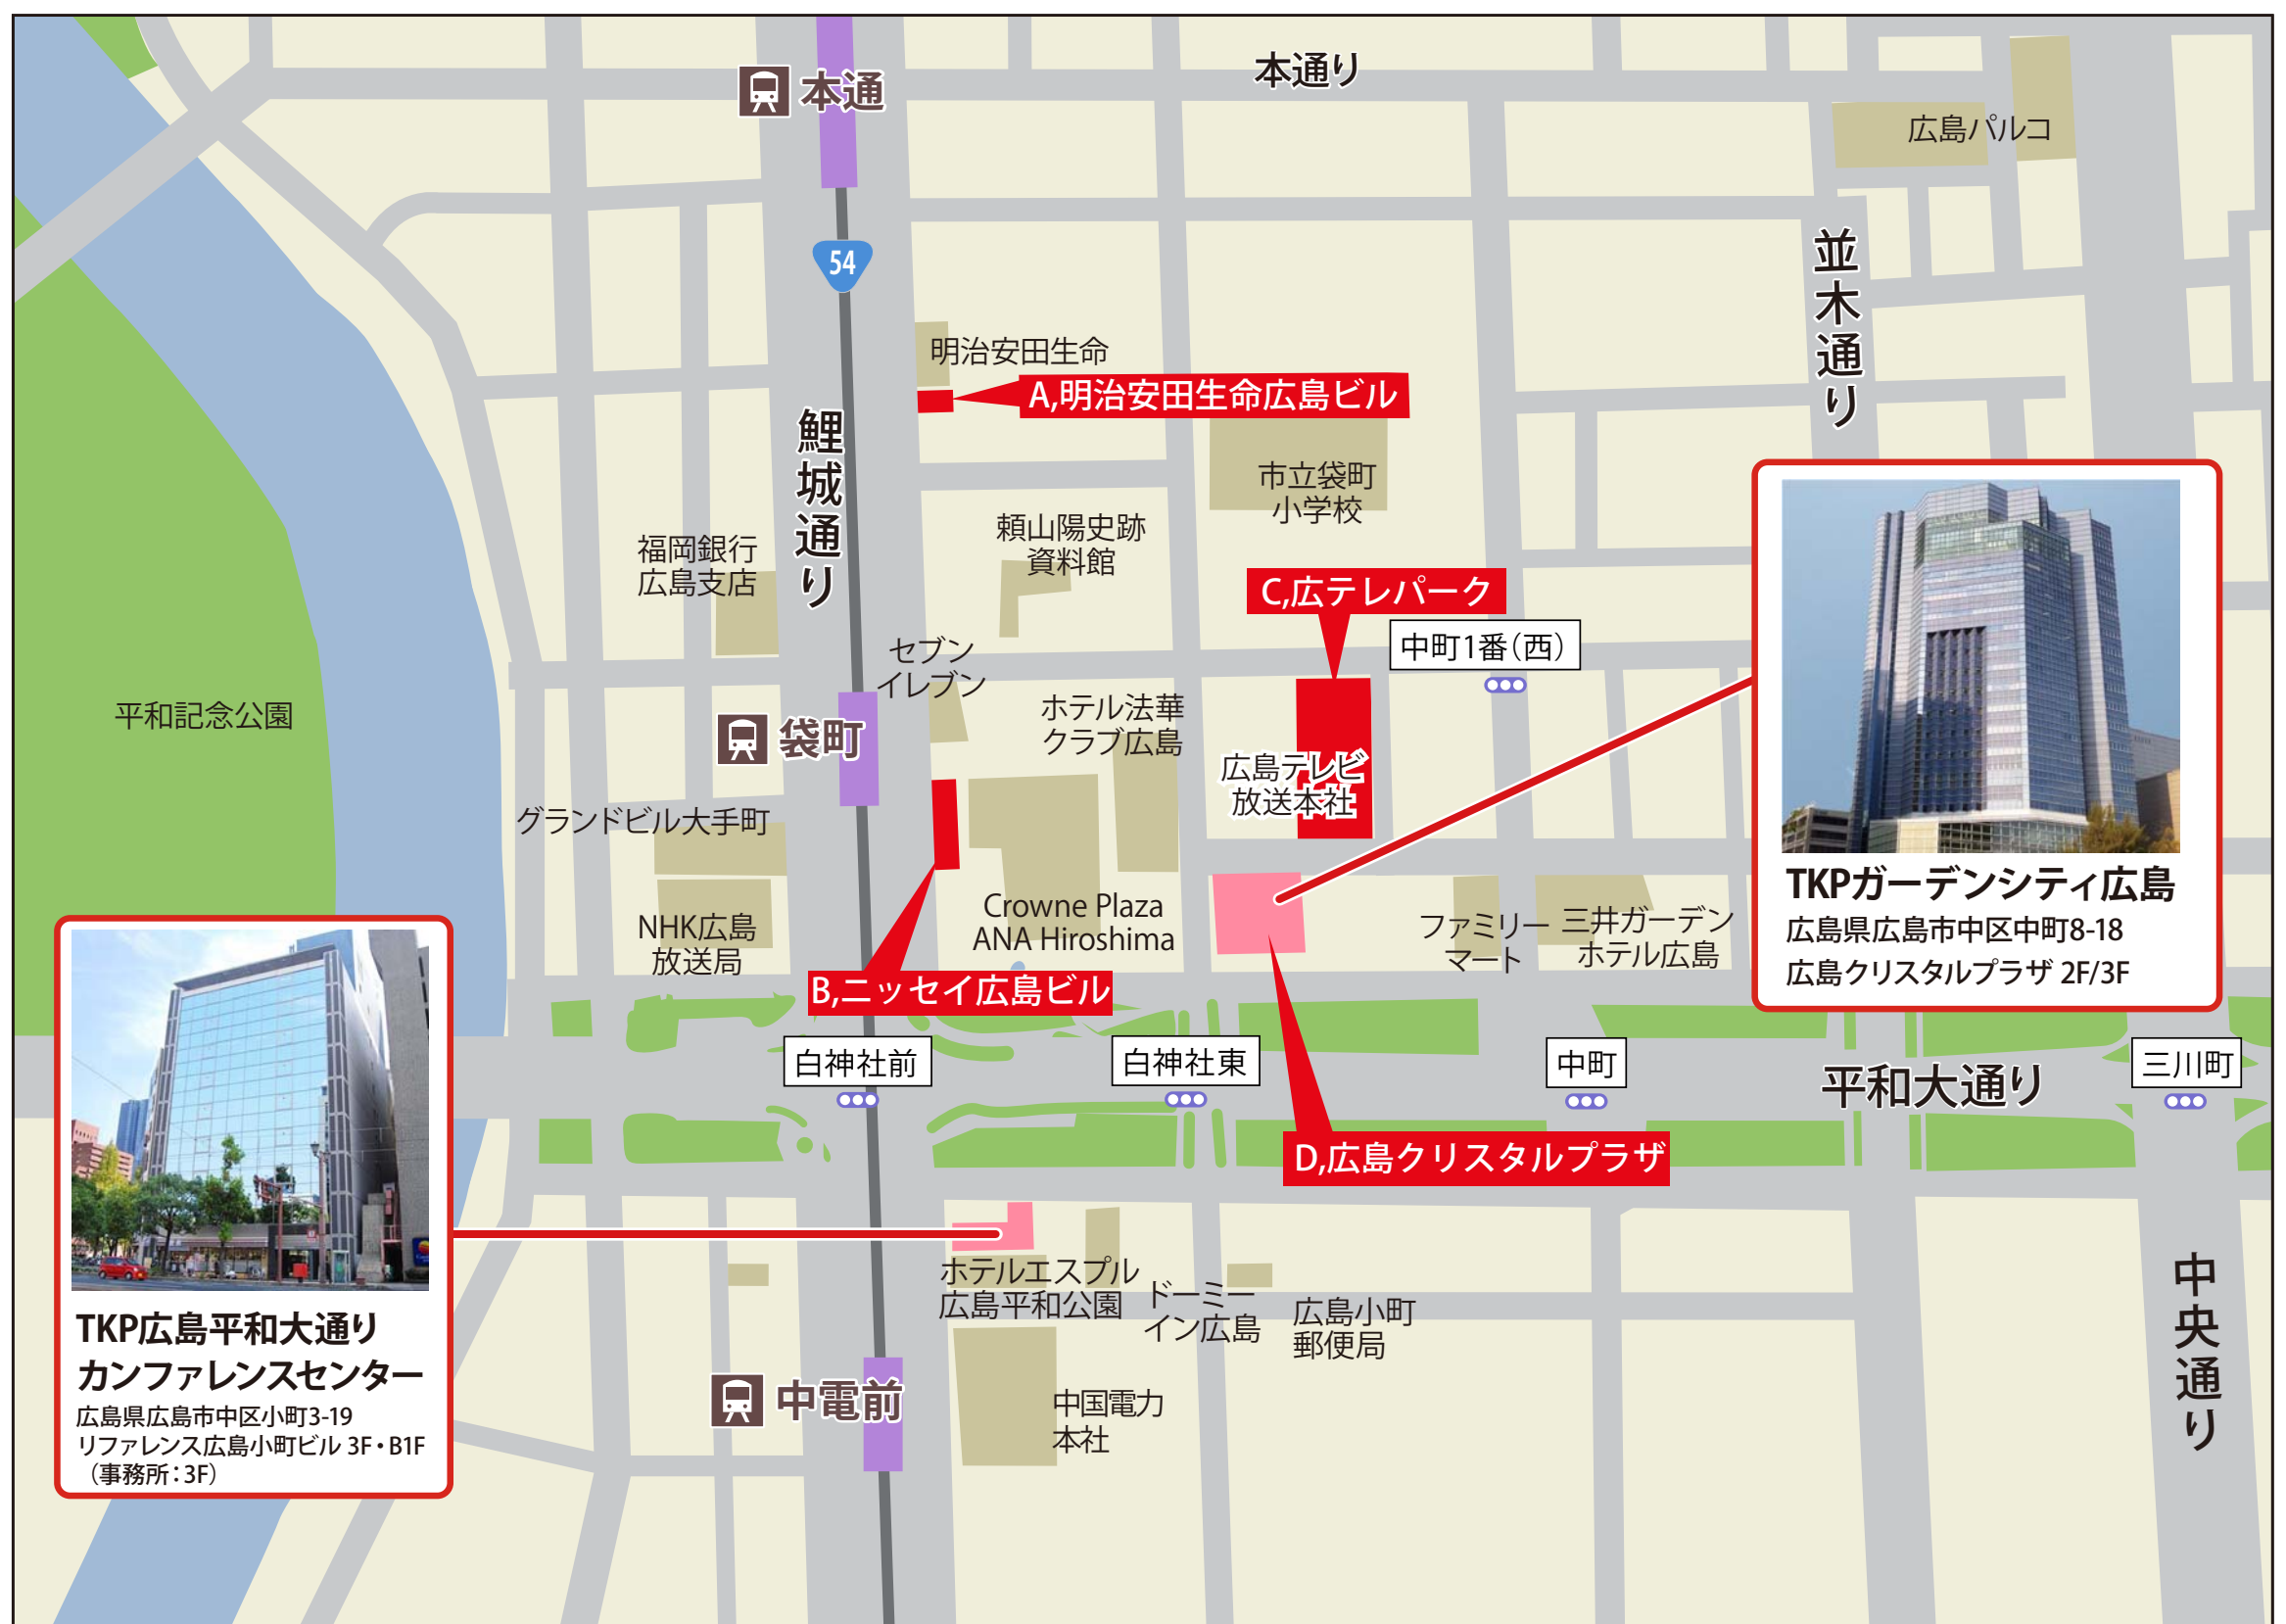 本通
本通り
広島パルコ
54
並木通り
明治安田生命
A,明治安田生命広島ビル
鯉城通り
市立袋町
小学校
頼山陽史跡
資料館
福岡銀行
広島支店
C,広テレパーク
中町1番（西）
セブン
イレブン
ホテル法華
クラブ広島
平和記念公園
袋町
広島テレビ
放送本社
グランドビル大手町
NHK広島
放送局
Crowne Plaza
ANA Hiroshima
ファミリー
マート
三井ガーデン
ホテル広島
TKPガーデンシティ広島
広島県広島市中区中町8-18
広島クリスタルプラザ 2F/3F
B,ニッセイ広島ビル
白神社前
白神社東
中町
平和大通り
三川町
D,広島クリスタルプラザ
ホテルエスプル
広島平和公園
ドーミー
イン広島
広島小町
郵便局
中央通り
TKP広島平和大通り
カンファレンスセンター
広島県広島市中区小町3-19
リファレンス広島小町ビル 3F・B1F
（事務所：3F）
中電前
中国電力
本社